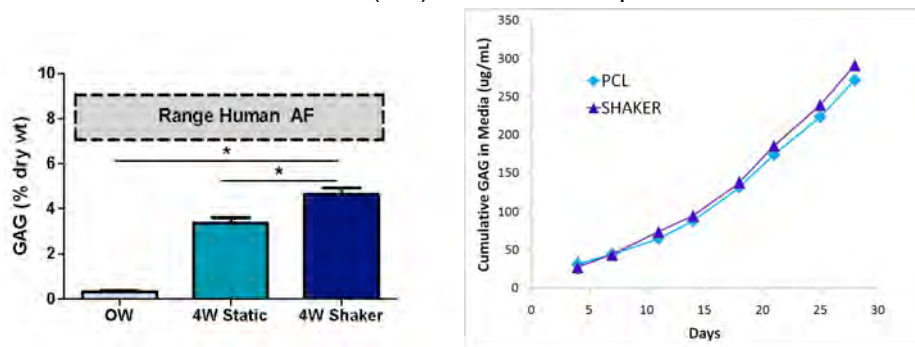 10
8
6
4
2
0
GAG (% dry wt)
Range Human AF
*
*
OW
4W Static
4W Shaker
350
300
250
200
150
100
50
0
Cumulative GAG in Media (ug/mL)
PCL
SHAKER
0 5 10 15 20 25 30
Days